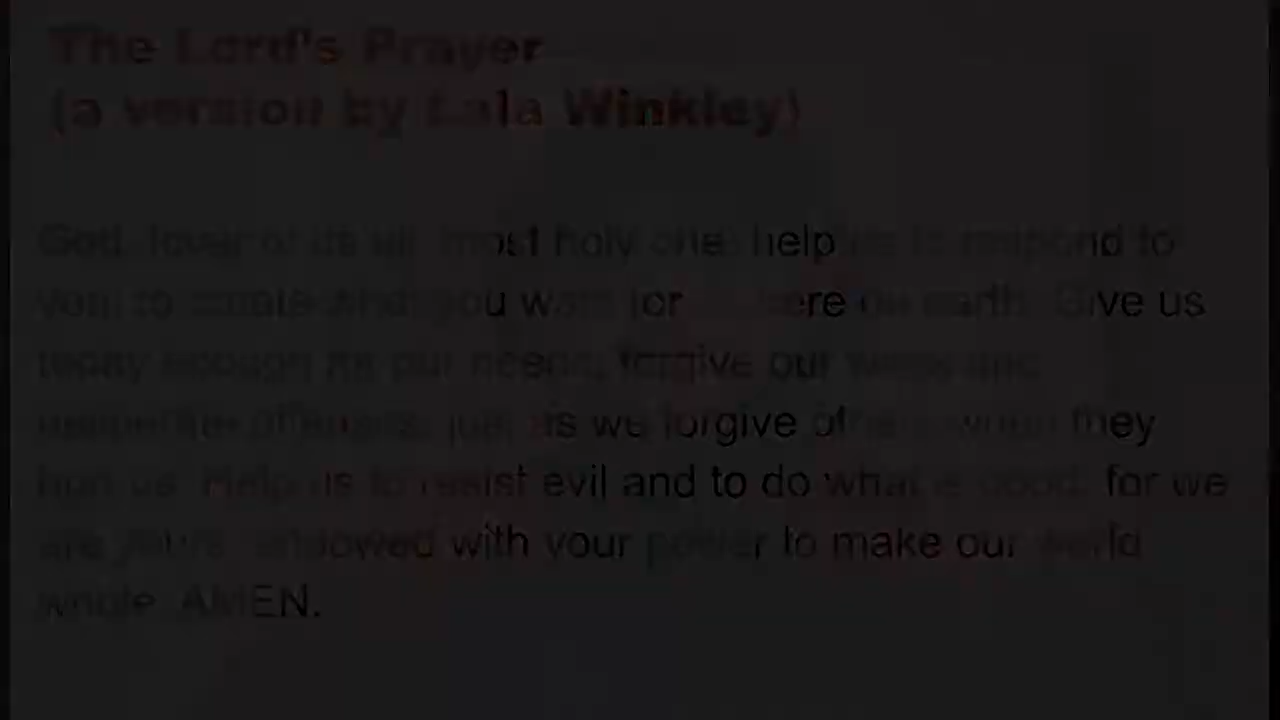 The Lord's Prayer
(a version by Lala Winkley)
God, lover of us all, most holy one, help us to respond to
you, to create what you want for us here on earth. Give us
today enough for our needs; forgive our weak and
deliberate offences, just as we forgive others when they
hurt us. Help us to resist evil and to do what is good; for we
are yours, endowed with your power to make our world
whole. AMEN.